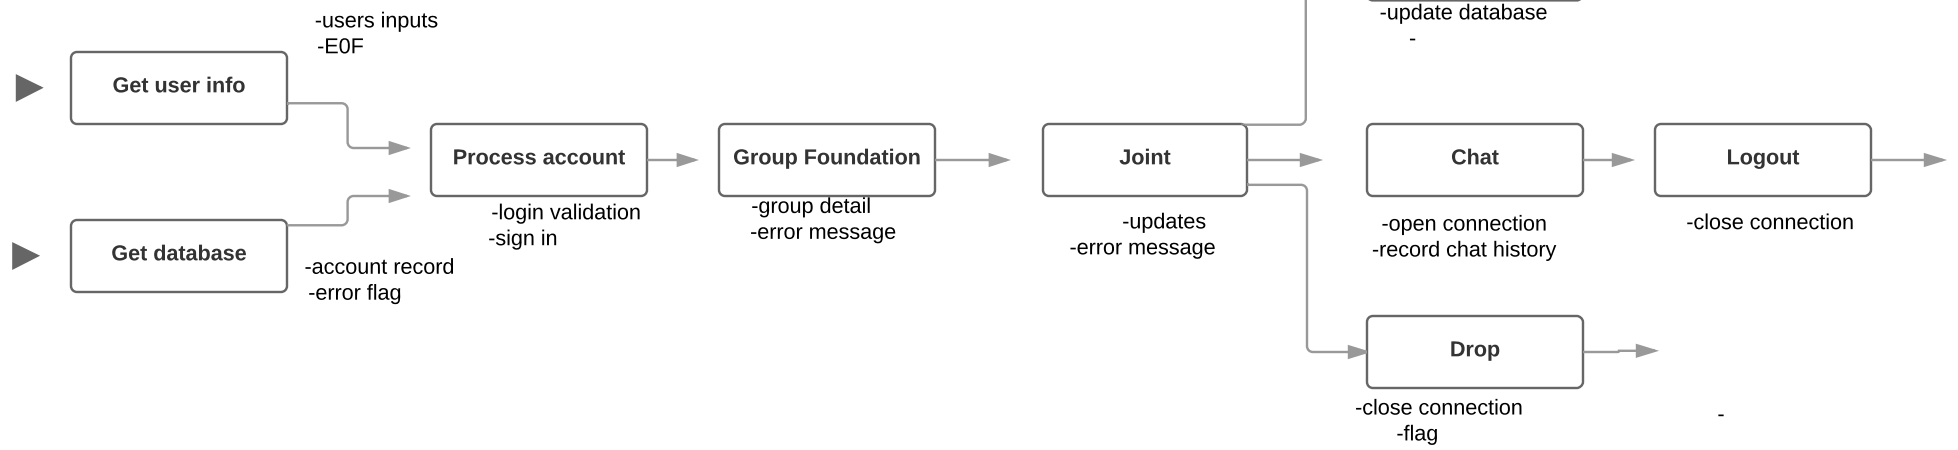 -users inputs
-E0F
-update database
-
Get user info
Process account
Group Foundation
Joint
Chat
Logout
-login validation
-sign in
-group detail
-error message
-updates
-error message
-open connection
-record chat history
-close connection
Get database
-account record
-error flag
Drop
-close connection
-flag
-